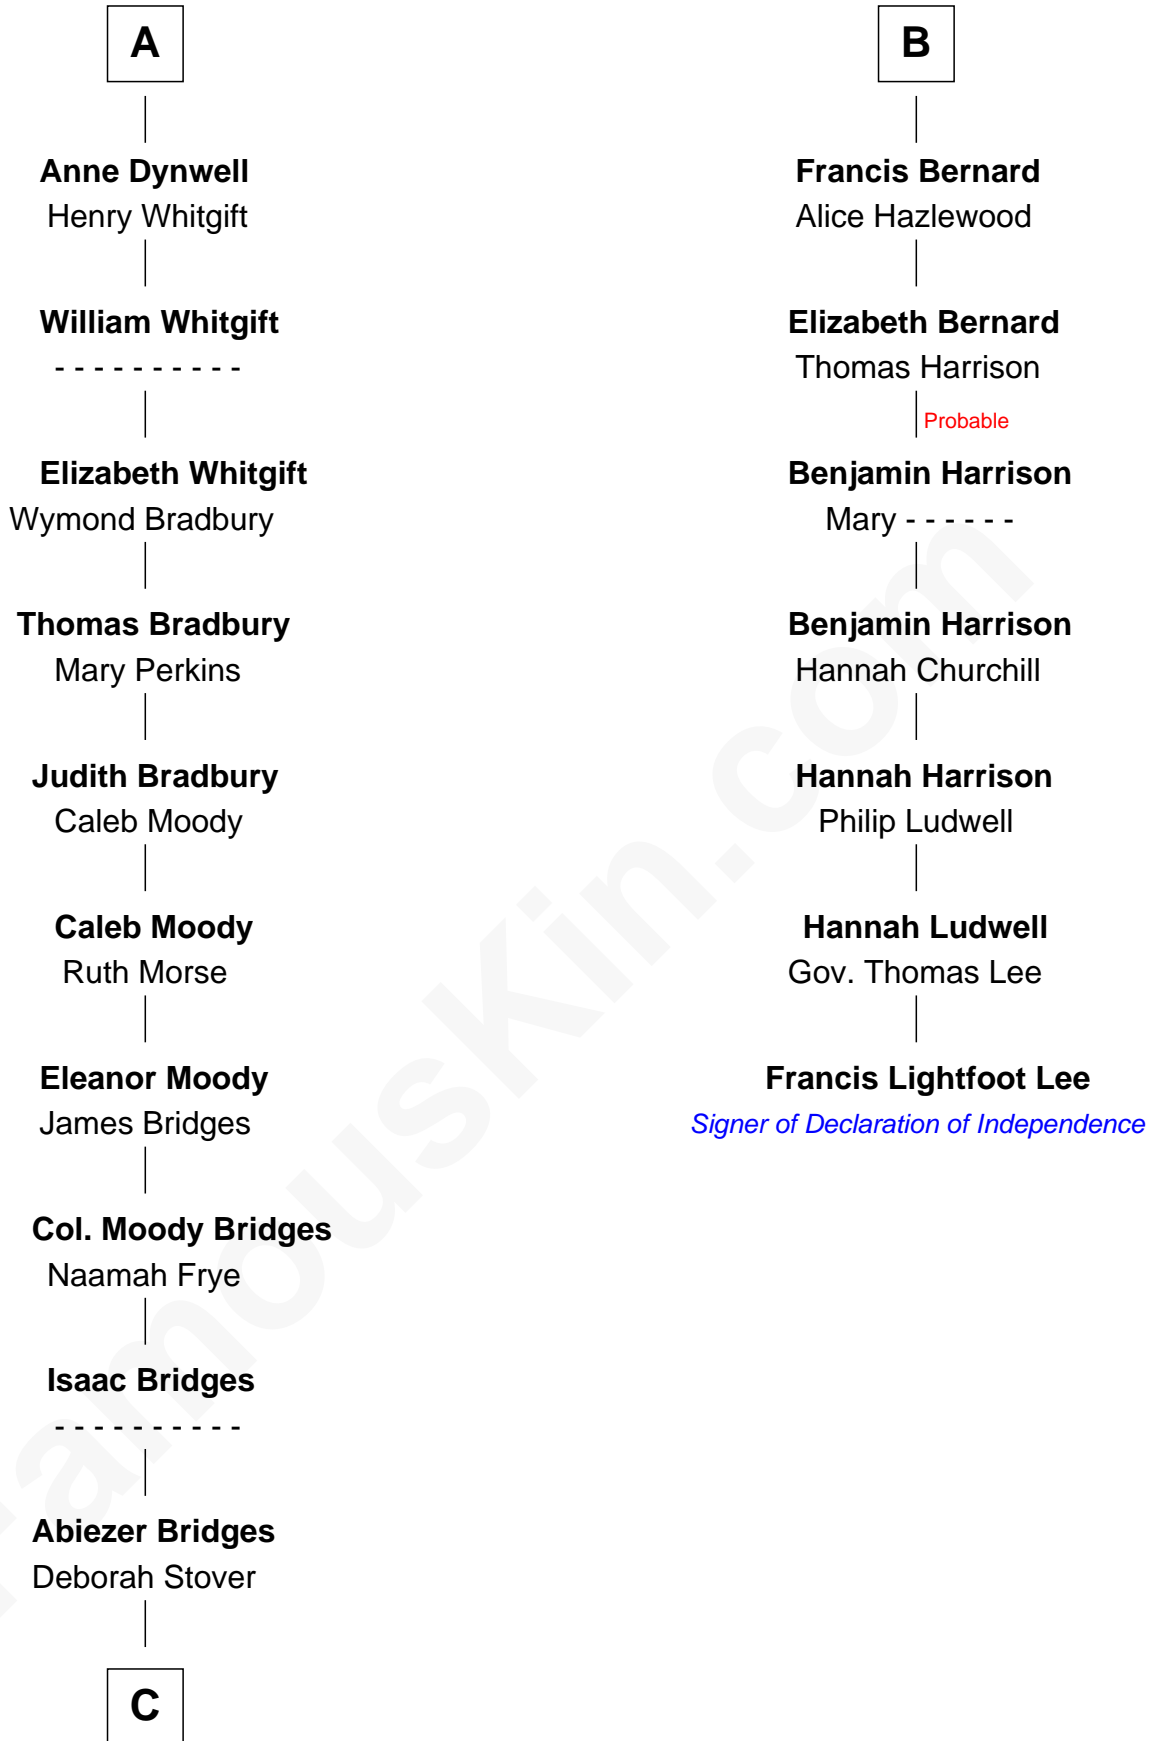 A
Anne Dynwell
Henry Whitgift
William Whitgift
- - - - - - - - - -
Elizabeth Whitgift
Wymond Bradbury
Thomas Bradbury
Mary Perkins
Judith Bradbury
Caleb Moody
Caleb Moody
Ruth Morse
Eleanor Moody
James Bridges
Col. Moody Bridges
Naamah Frye
Isaac Bridges
- - - - - - - - - -
Abiezer Bridges
Deborah Stover
C
B
Francis Bernard
Alice Hazlewood
Elizabeth Bernard
Thomas Harrison
Probable
Benjamin Harrison
Mary - - - - - -
Benjamin Harrison
Hannah Churchill
Hannah Harrison
Philip Ludwell
Hannah Ludwell
Gov. Thomas Lee
Francis Lightfoot Lee
Signer of Declaration of Independence
FamousKin.com